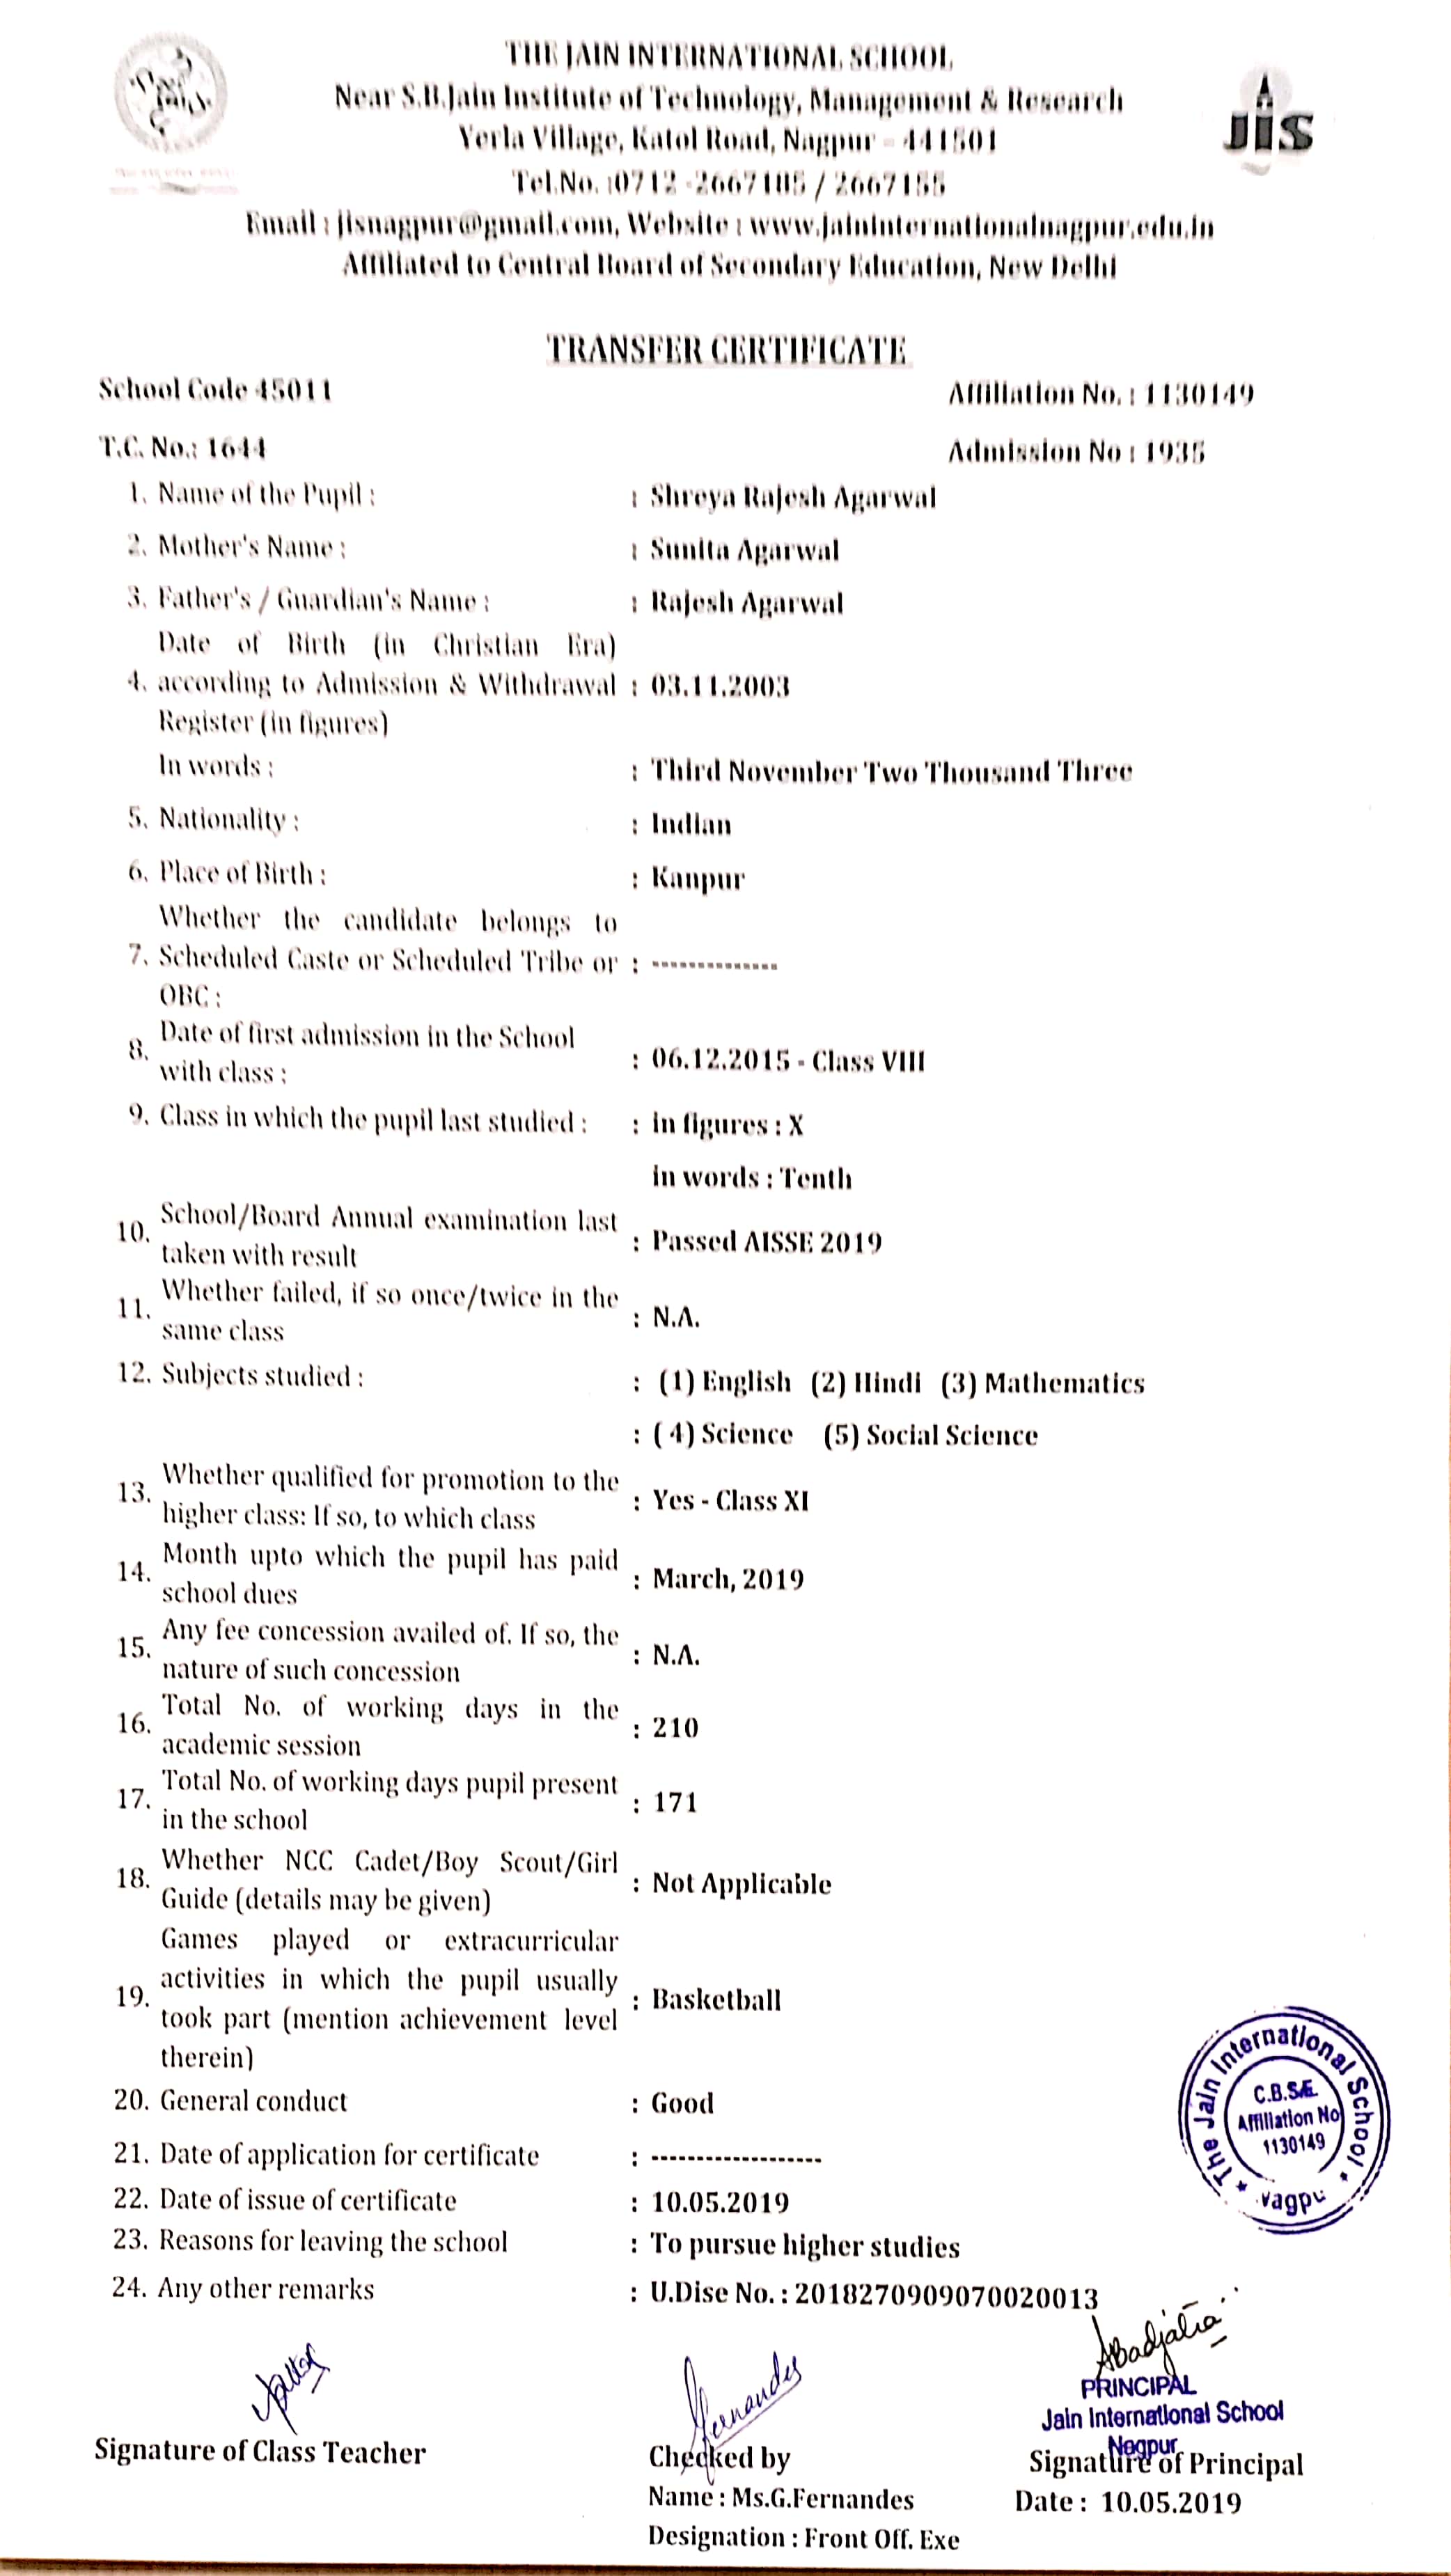 THE JAIN INTERNATIONAL SCHOOL
Near S.B.Jain Institute of Technology, Management & Research
Yerla Village, Katol Road, Nagpur - 441501
Tel.No. :0712 -2667185 / 2667155
Email : jisnagpur@gmail.com, Website : www.jaininternationalnagpur.edu.in
Affiliated to Central Board of Secondary Education, New Delhi
JIS
TRANSFER CERTIFICATE
School Code 45011 Affiliation No. : 1130149
T.C. No.: 1644 Admission No : 1935
1. Name of the Pupil : : Shreya Rajesh Agarwal
2. Mother's Name : : Sunita Agarwal
3. Father's / Guardian's Name : : Rajesh Agarwal
Date of Birth (in Christian Era)
4. according to Admission & Withdrawal : 03.11.2003
Register (in figures)
In words : : Third November Two Thousand Three
5. Nationality : : Indian
6. Place of Birth : : Kanpur
Whether the candidate belongs to
7. Scheduled Caste or Scheduled Tribe or : --------------
OBC :
8. Date of first admission in the School
with class : : 06.12.2015 - Class VIII
9. Class in which the pupil last studied : : in figures : X
in words : Tenth
10. School/Board Annual examination last
taken with result : Passed AISSE 2019
11. Whether failed, if so once/twice in the
same class : N.A.
12. Subjects studied : : (1) English (2) Hindi (3) Mathematics
: ( 4) Science (5) Social Science
13. Whether qualified for promotion to the
higher class: If so, to which class : Yes - Class XI
14. Month upto which the pupil has paid
school dues : March, 2019
15. Any fee concession availed of. If so, the
nature of such concession : N.A.
16. Total No. of working days in the
academic session : 210
17. Total No. of working days pupil present
in the school : 171
18. Whether NCC Cadet/Boy Scout/Girl
Guide (details may be given) : Not Applicable
Games played or extracurricular
19. activities in which the pupil usually
took part (mention achievement level : Basketball
therein)
20. General conduct : Good
21. Date of application for certificate : -------------------
22. Date of issue of certificate : 10.05.2019
23. Reasons for leaving the school : To pursue higher studies
24. Any other remarks : U.Dise No. : 2018270909070020013
The Jain International School
C.B.S.E.
Affiliation No
1130149
Fernandes
PRINCIPAL
Jain International School
Nagpur
Signature of Class Teacher Checked by Signature of Principal
Name : Ms.G.Fernandes Date : 10.05.2019
Designation : Front Off. Exe